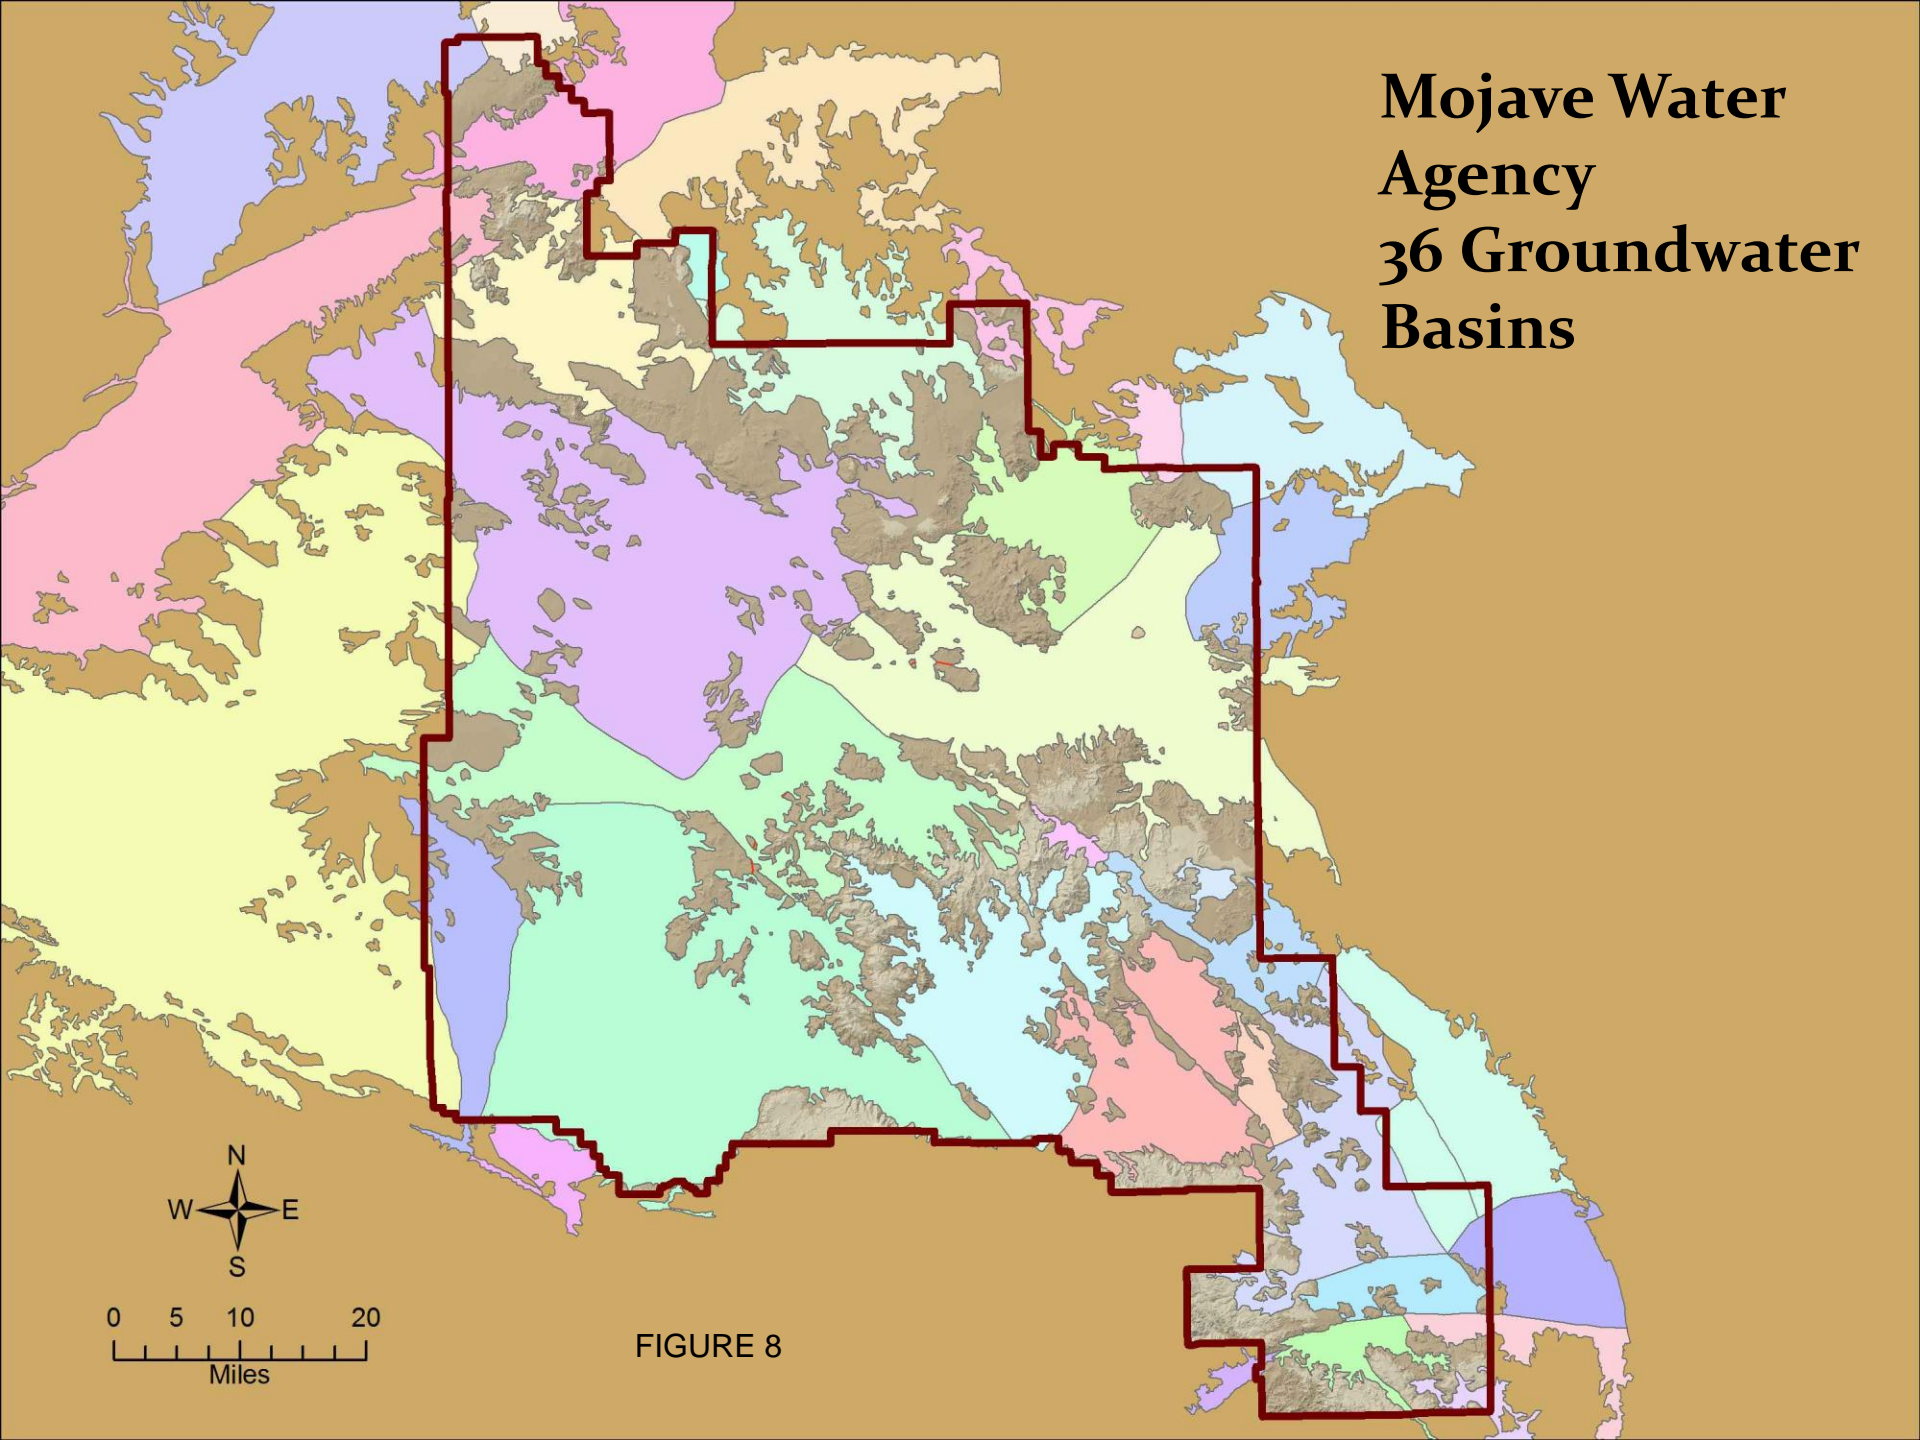 Mojave Water
Agency
36 Groundwater
Basins
N
W E
S
0 5 10 20
Miles
FIGURE 8